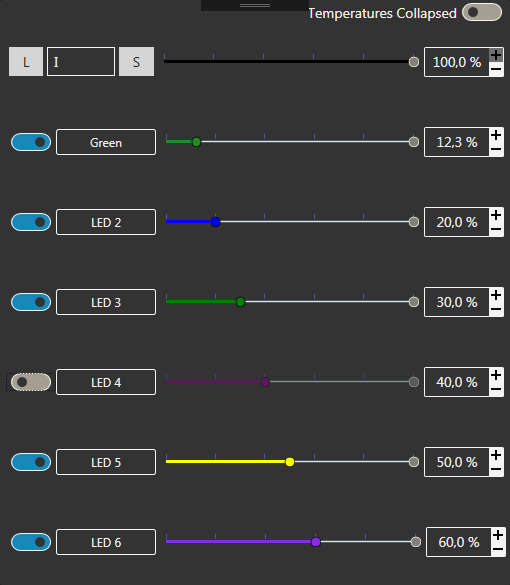 Temperatures Collapsed
L I S 100,0 % + −
Green 12,3 % + −
LED 2 20,0 % + −
LED 3 30,0 % + −
LED 4 40,0 % + −
LED 5 50,0 % + −
LED 6 60,0 % + −